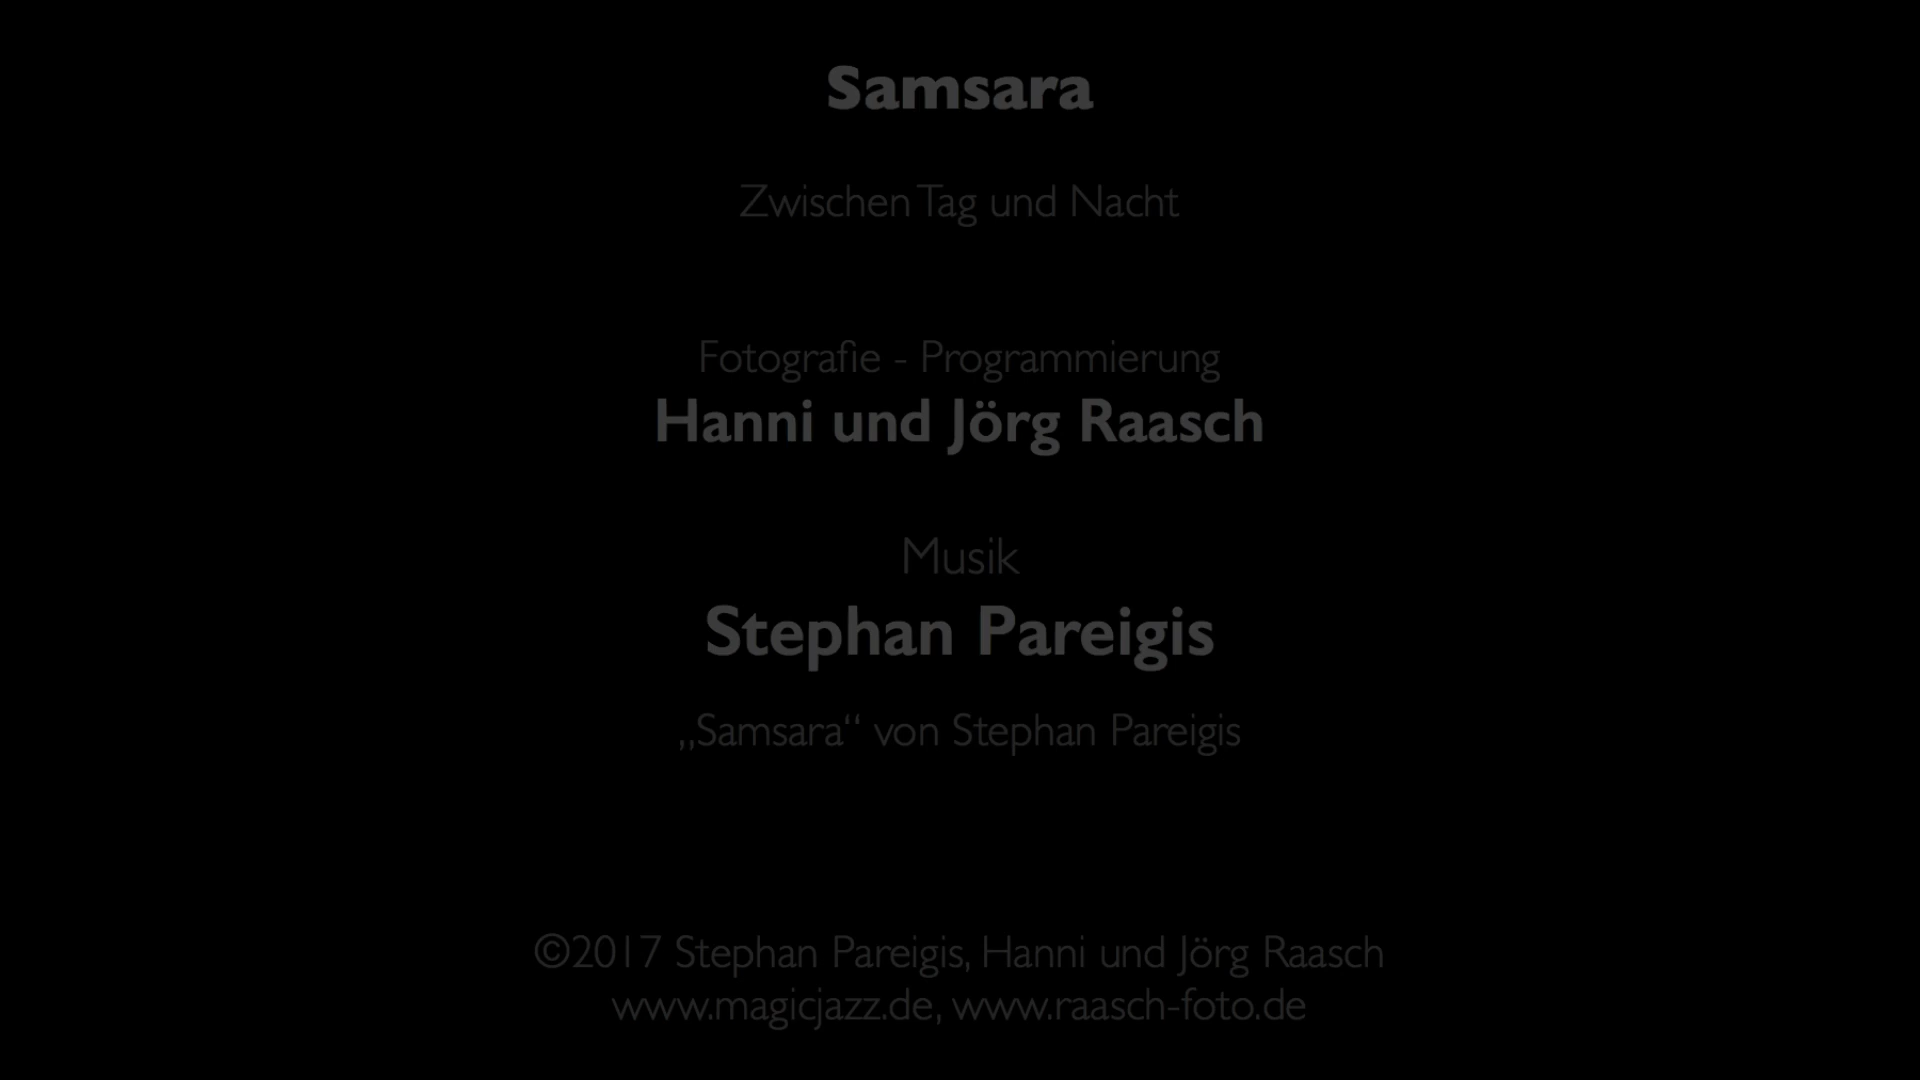 Samsara
Zwischen Tag und Nacht
Fotografie - Programmierung
Hanni und Jörg Raasch
Musik
Stephan Pareigis
„Samsara“ von Stephan Pareigis
©2017 Stephan Pareigis, Hanni und Jörg Raasch
www.magicjazz.de, www.raasch-foto.de